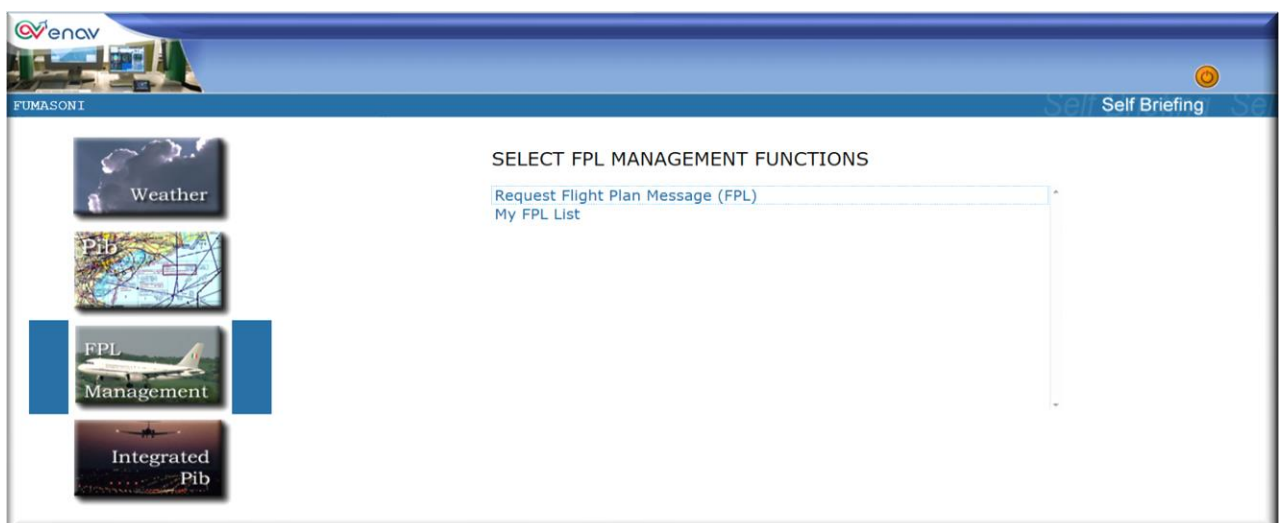 enav
FUMASONI
Self Briefing
Weather
SELECT FPL MANAGEMENT FUNCTIONS
Request Flight Plan Message (FPL)
My FPL List
Pib
FPL
Management
Integrated
Pib